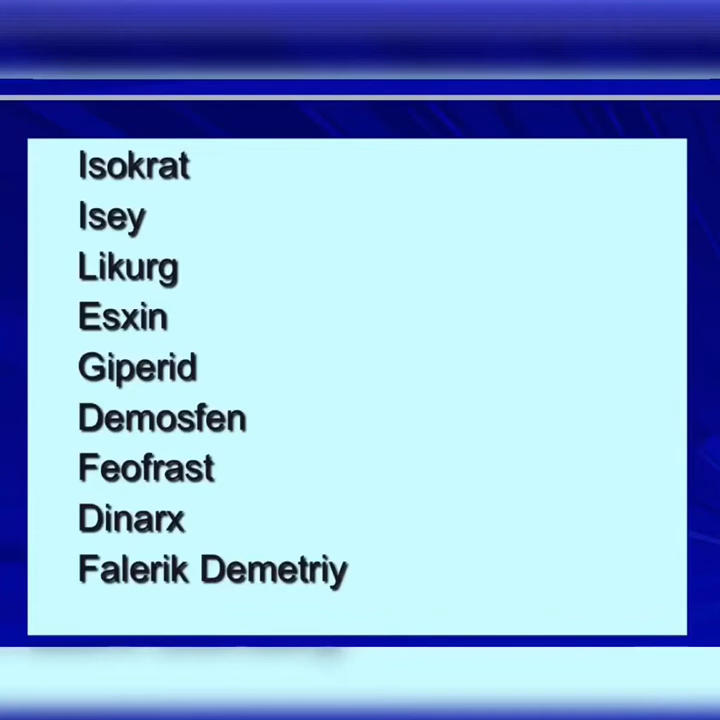 Isokrat
Isey
Likurg
Esxin
Giperid
Demosfen
Feofrast
Dinarx
Falerik Demetriy